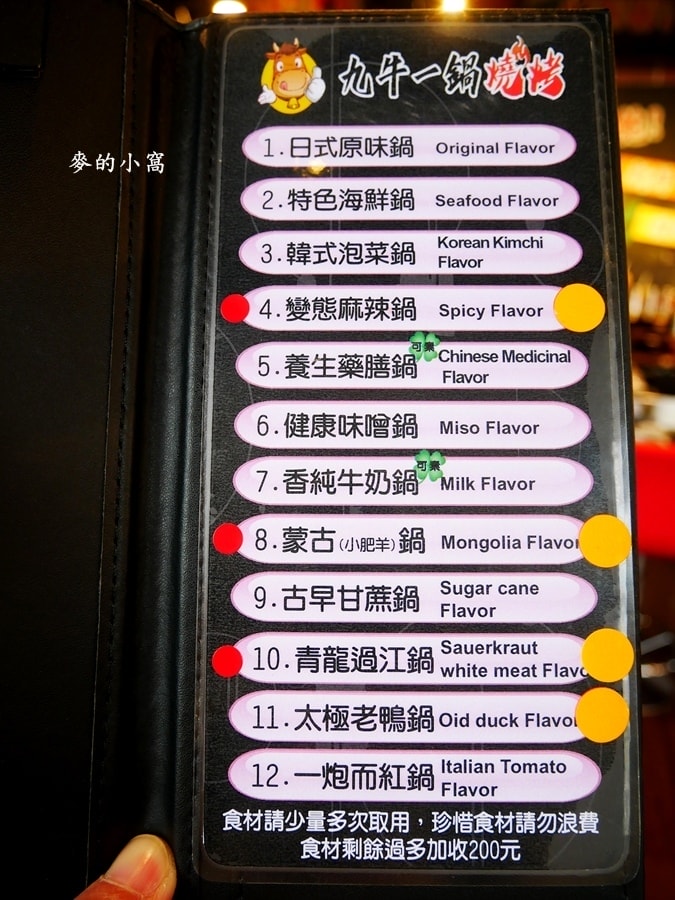 九牛一鍋燒烤
麥的小窩
1.日式原味鍋 Original Flavor
2.特色海鮮鍋 Seafood Flavor
3.韓式泡菜鍋 Korean Kimchi
Flavor
4.變態麻辣鍋 Spicy Flavor
可素
5.養生藥膳鍋 Chinese Medicinal
Flavor
6.健康味噌鍋 Miso Flavor
可素
7.香純牛奶鍋 Milk Flavor
8.蒙古(小肥羊)鍋 Mongolia Flavor
9.古早甘蔗鍋 Sugar cane
Flavor
10.青龍過江鍋 Sauerkraut
white meat Flavo
11.太極老鴨鍋 Oid duck Flavor
12.一炮而紅鍋 Italian Tomato
Flavor
食材請少量多次取用，珍惜食材請勿浪費
食材剩餘過多加收200元